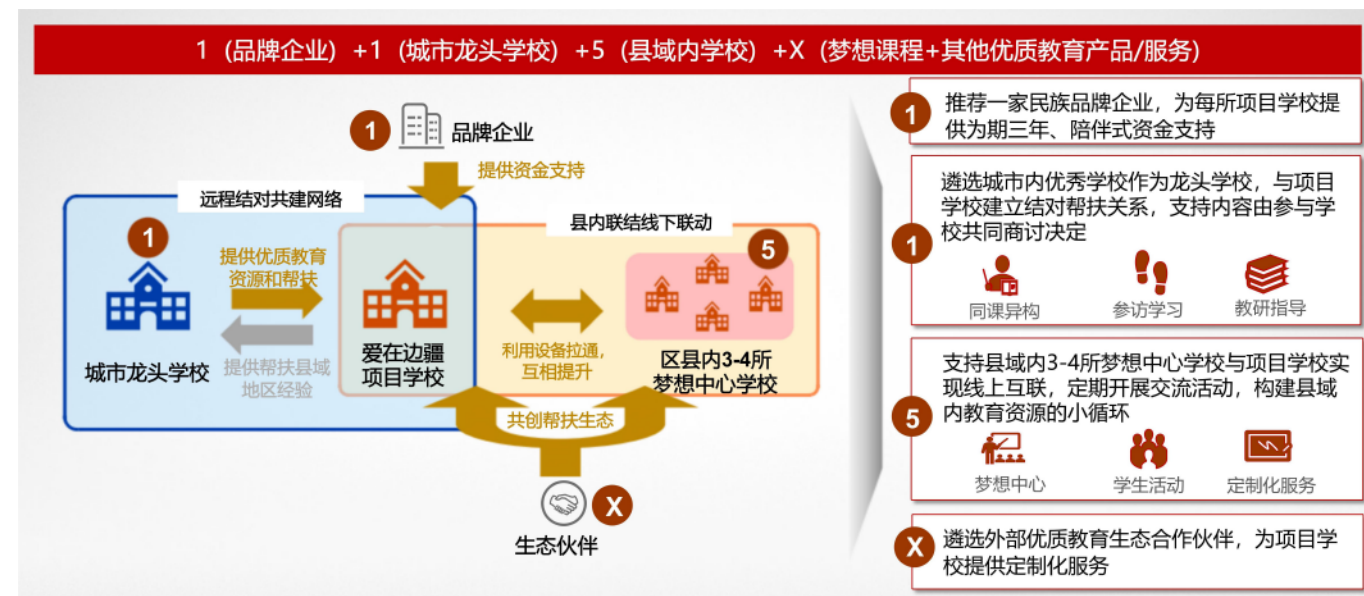 1（品牌企业）+1（城市龙头学校）+5（县域内学校）+X（梦想课程+其他优质教育产品/服务）
1
品牌企业
提供资金支持
远程结对共建网络
县内联结线下联动
1
5
提供优质教育
资源和帮扶
城市龙头学校
提供帮扶县域
地区经验
爱在边疆
项目学校
利用设备拉通，
互相提升
区县内3-4所
梦想中心学校
共创帮扶生态
X
生态伙伴
1
推荐一家民族品牌企业，为每所项目学校提
供为期三年、陪伴式资金支持
1
遴选城市内优秀学校作为龙头学校，与项目
学校建立结对帮扶关系，支持内容由参与学
校共同商讨决定
同课异构
参访学习
教研指导
5
支持县域内3-4所梦想中心学校与项目学校实
现线上互联，定期开展交流活动，构建县域
内教育资源的小循环
梦想中心
学生活动
定制化服务
X
遴选外部优质教育生态合作伙伴，为项目学
校提供定制化服务